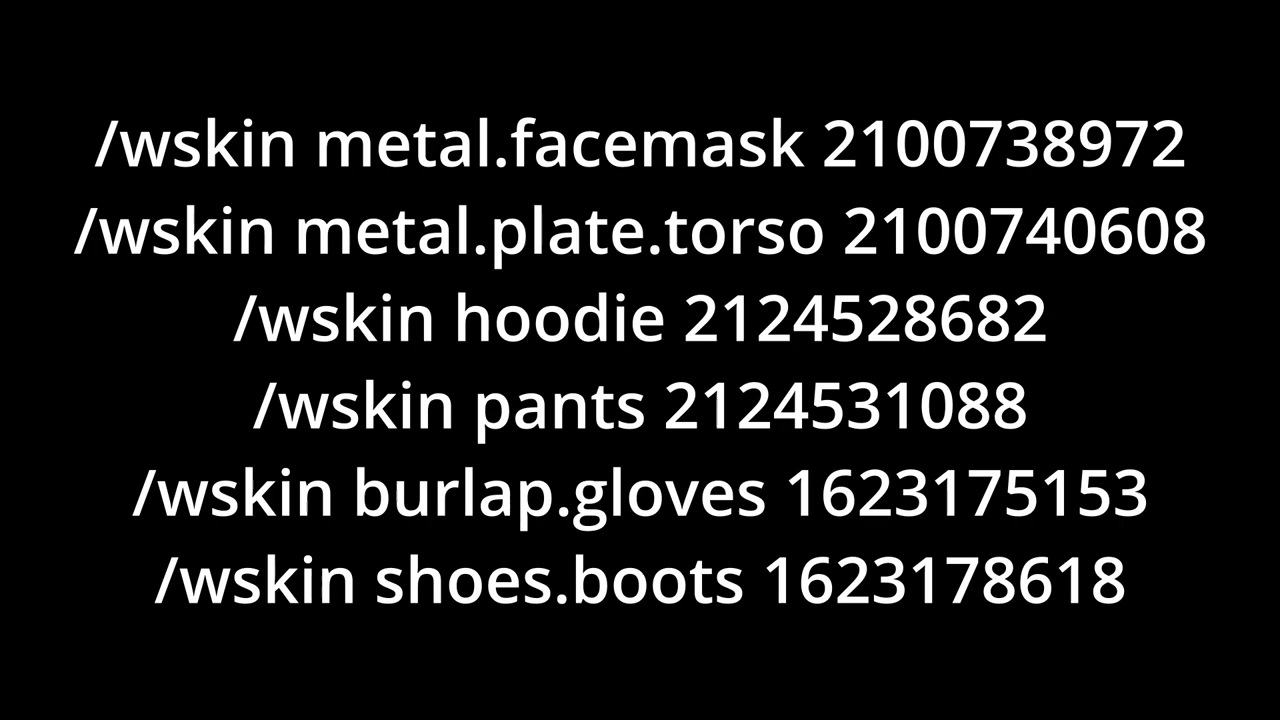 /wskin metal.facemask 2100738972
/wskin metal.plate.torso 2100740608
/wskin hoodie 2124528682
/wskin pants 2124531088
/wskin burlap.gloves 1623175153
/wskin shoes.boots 1623178618